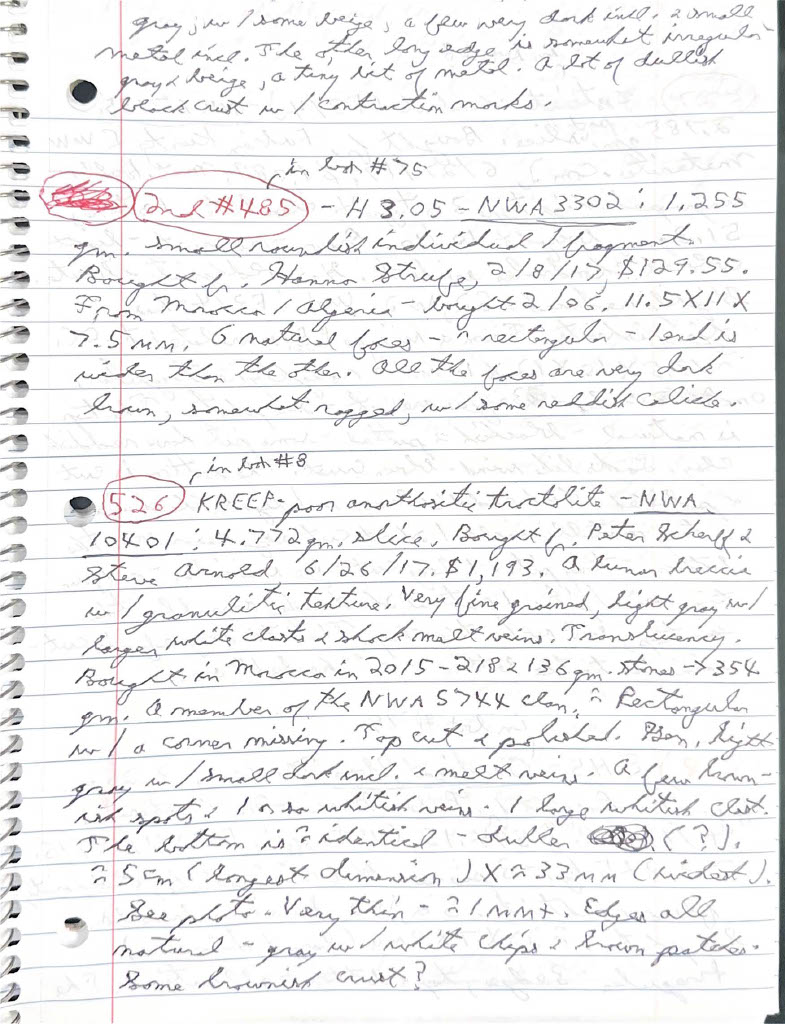 gray, w/ some beige, a few very dark incl. & small
metal incl. The other long edge is somewhat irregular
gray & beige, a tiny bit of metal. A lot of dullish
black crust w/ contraction marks.
in box #75
2nd #485 - H 3.05 - NWA 3302 : 1.255
gm. small roundish individual / fragment.
Bought fr. Hanno Strufe, 2/8/17, $129.55.
From Morocco / Algeria - bought 2/06. 11.5 X 11 X
7.5 MM. 6 natural faces - ≈ rectangular - 1 end is
wider than the other. All the faces are very dark
brown, somewhat ragged, w/ some reddish caliche.
in box #8
526 KREEP-poor anorthositic troctolite - NWA
10401 : 4.772 gm. slice. Bought fr. Peter Scherff &
Steve Arnold 6/26/17. $1,193. A lunar breccia
w/ granulitic texture. Very fine grained, light gray w/
larger white clasts & shock melt veins. Translucency.
Bought in Morocco in 2015 - 218 & 136 gm. stones → 354
gm. A member of the NWA 5744 clan. ≈ Rectangular
w/ a corner missing. Top cut & polished. light
gray w/ small dark incl. & melt veins. A few brown-
ish spots & 1 or so whitish veins. 1 large whitish clast.
The bottom is ≈ identical - duller (?).
≈ 5 cm (longest dimension) X ≈ 33 MM (widest).
See photo. Very thin - ≈ 1 MM+. Edges all
natural - gray w/ white chips & brown patches.
Some brownish crust?